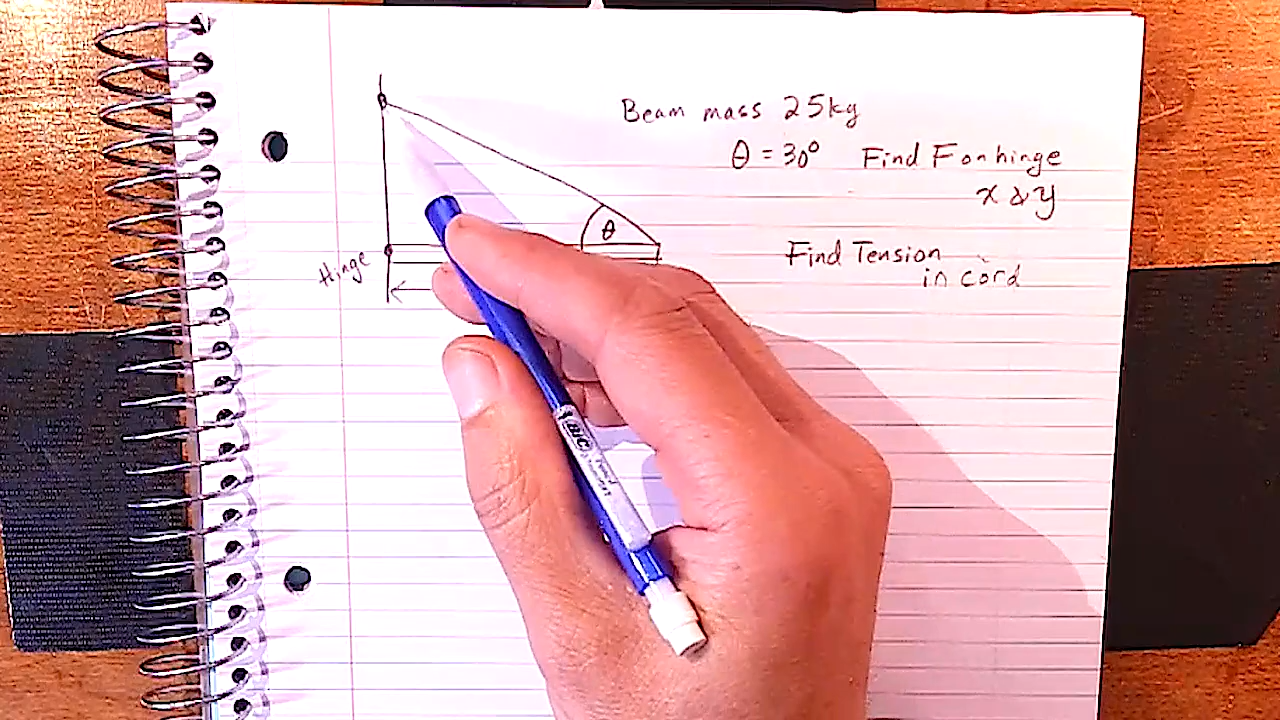 Beam mass 25kg
θ = 30° Find F on hinge
x & y
θ
Find Tension
in cord
Hinge
BIC